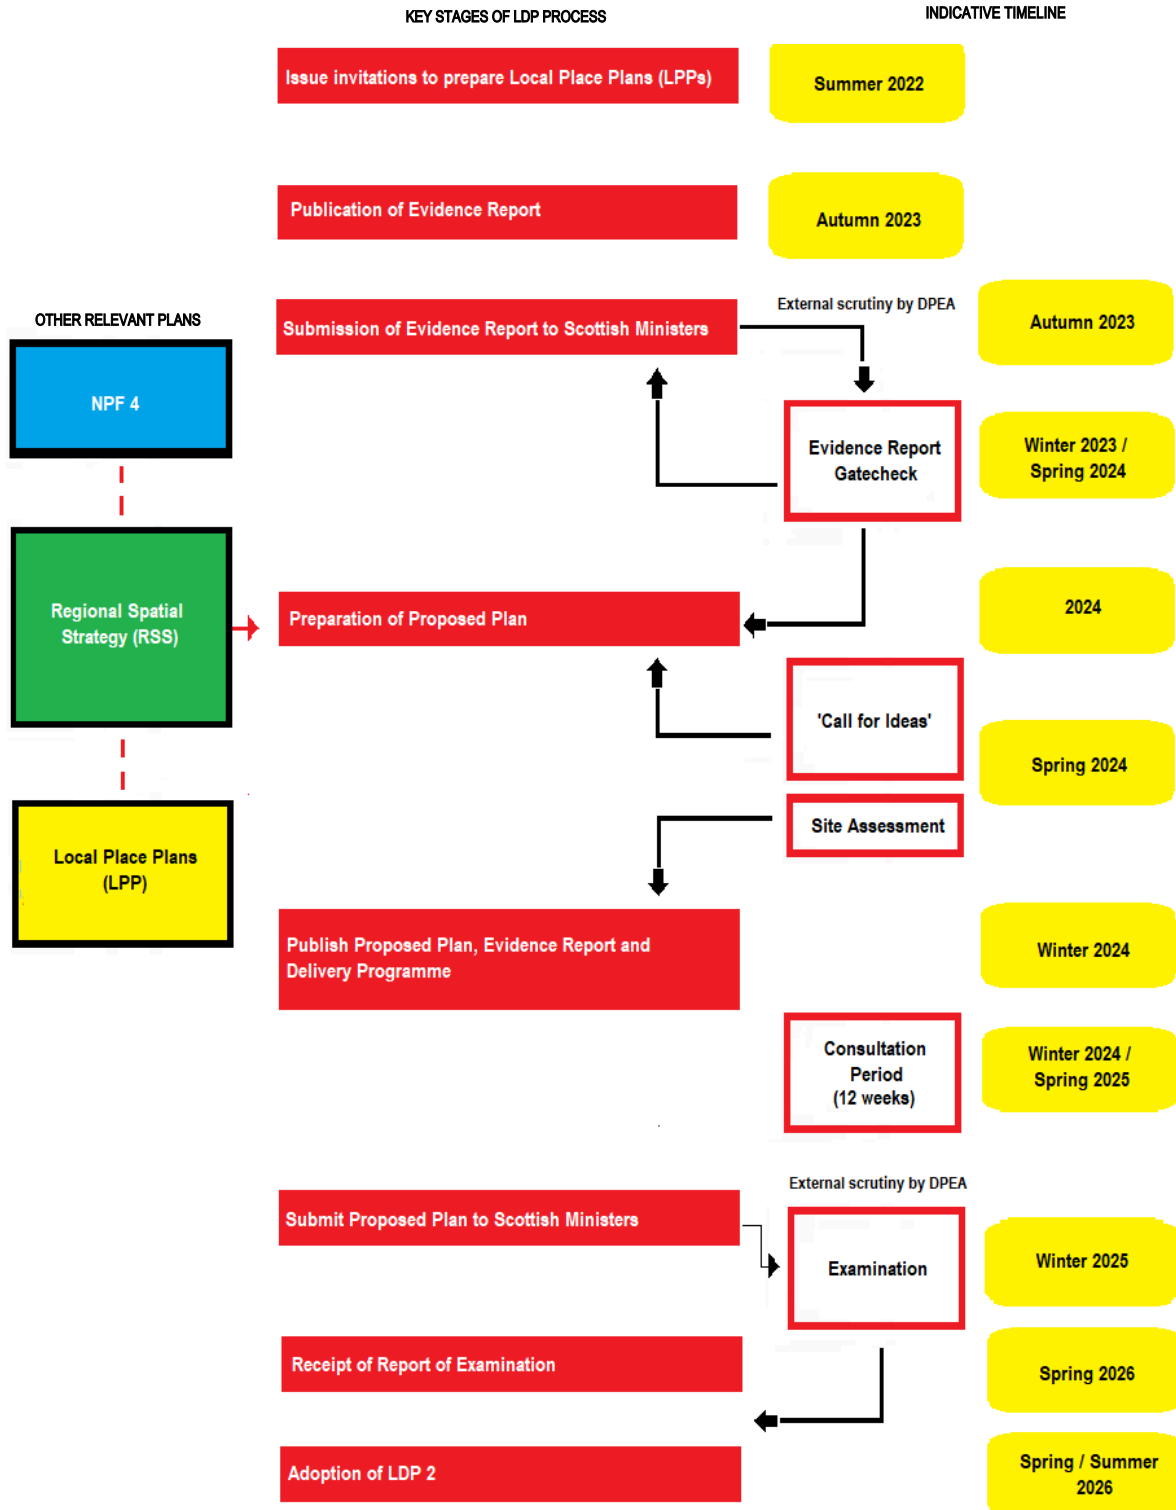 KEY STAGES OF LDP PROCESS
INDICATIVE TIMELINE
Issue invitations to prepare Local Place Plans (LPPs)
Summer 2022
Publication of Evidence Report
Autumn 2023
OTHER RELEVANT PLANS
Submission of Evidence Report to Scottish Ministers
External scrutiny by DPEA
Autumn 2023
NPF 4
Evidence Report
Gatecheck
Winter 2023 /
Spring 2024
Regional Spatial
Strategy (RSS)
Preparation of Proposed Plan
2024
'Call for Ideas'
Spring 2024
Site Assessment
Local Place Plans
(LPP)
Publish Proposed Plan, Evidence Report and
Delivery Programme
Winter 2024
Consultation
Period
(12 weeks)
Winter 2024 /
Spring 2025
External scrutiny by DPEA
Submit Proposed Plan to Scottish Ministers
Examination
Winter 2025
Receipt of Report of Examination
Spring 2026
Adoption of LDP 2
Spring / Summer
2026